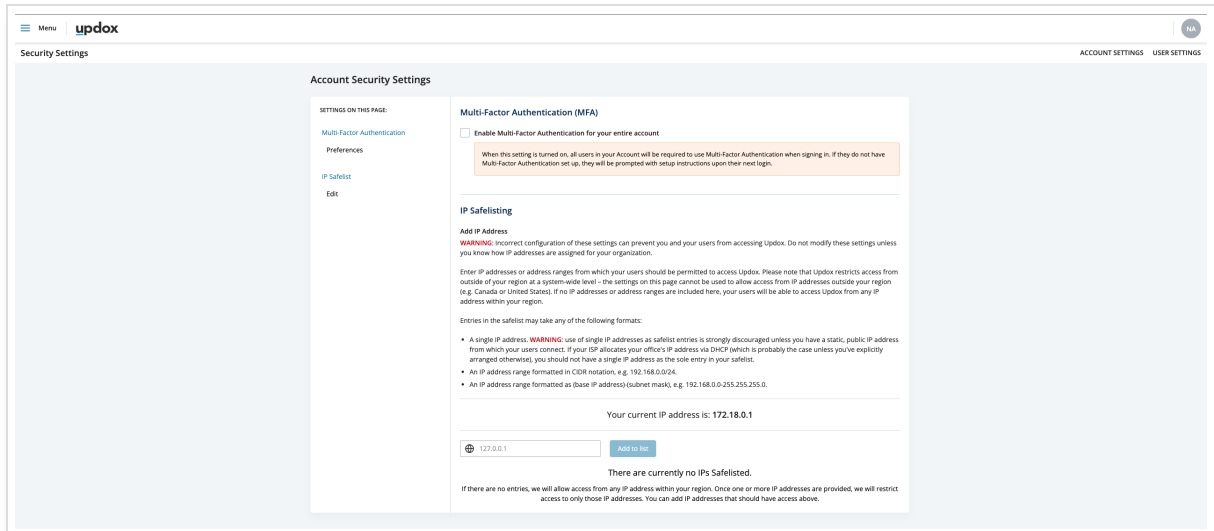 Menu
updox
NA
Security Settings
ACCOUNT SETTINGS USER SETTINGS
Account Security Settings
SETTINGS ON THIS PAGE:
Multi-Factor Authentication
Preferences
IP Safelist
Edit
Multi-Factor Authentication (MFA)
Enable Multi-Factor Authentication for your entire account
When this setting is turned on, all users in your Account will be required to use Multi-Factor Authentication when signing in. If they do not have
Multi-Factor Authentication set up, they will be prompted with setup instructions upon their next login.
IP Safelisting
Add IP Address
WARNING: Incorrect configuration of these settings can prevent you and your users from accessing Updox. Do not modify these settings unless
you know how IP addresses are assigned for your organization.
Enter IP addresses or address ranges from which your users should be permitted to access Updox. Please note that Updox restricts access from
outside of your region at a system-wide level – the settings on this page cannot be used to allow access from IP addresses outside your region
(e.g. Canada or United States). If no IP addresses or address ranges are included here, your users will be able to access Updox from any IP
address within your region.
Entries in the safelist may take any of the following formats:
• A single IP address. WARNING: use of single IP addresses as safelist entries is strongly discouraged unless you have a static, public IP address
from which your users connect. If your ISP allocates your office's IP address via DHCP (which is probably the case unless you've explicitly
arranged otherwise), you should not have a single IP address as the sole entry in your safelist.
• An IP address range formatted in CIDR notation, e.g. 192.168.0.0/24.
• An IP address range formatted as (base IP address)-(subnet mask), e.g. 192.168.0.0-255.255.255.0.
Your current IP address is: 172.18.0.1
127.0.0.1
Add to list
There are currently no IPs Safelisted.
If there are no entries, we will allow access from any IP address within your region. Once one or more IP addresses are provided, we will restrict
access to only those IP addresses. You can add IP addresses that should have access above.